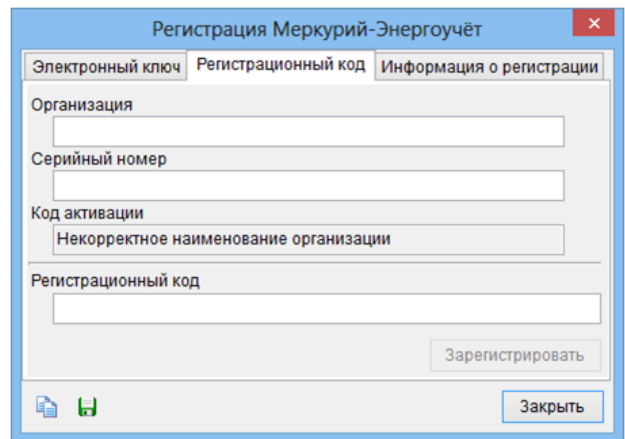 Регистрация Меркурий-Энергоучёт
Электронный ключ Регистрационный код Информация о регистрации
Организация
Серийный номер
Код активации
Некорректное наименование организации
Регистрационный код
Зарегистрировать
Закрыть